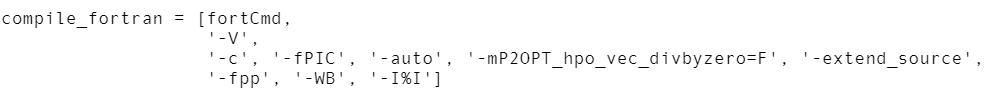 compile_fortran = [fortCmd,
'-V',
'-c', '-fPIC', '-auto', '-mP2OPT_hpo_vec_divbyzero=F', '-extend_source',
'-fpp', '-WB', '-I%I']